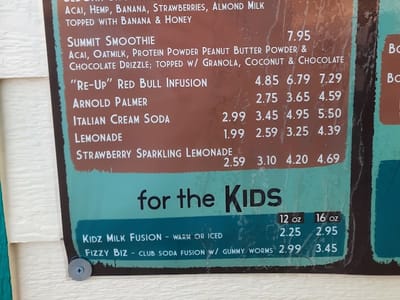 Acai, Hemp, Banana, Strawberries, Almond Milk
topped with Banana & Honey
Summit Smoothie 7.95
Acai, Oatmilk, Protein Powder Peanut Butter Powder &
Chocolate Drizzle; topped w/ Granola, Coconut & Chocolate
"Re-Up" Red Bull Infusion 4.85 6.79 7.29
Arnold Palmer 2.75 3.65 4.59
Italian Cream Soda 2.99 3.45 4.95 5.50
Lemonade 1.99 2.59 3.25 4.39
Strawberry Sparkling Lemonade
2.59 3.10 4.20 4.69
for the Kids
12 oz 16 oz
Kidz Milk Fusion - warm or iced 2.25 2.95
Fizzy Biz - club soda fusion w/ gummy worms 2.99 3.45